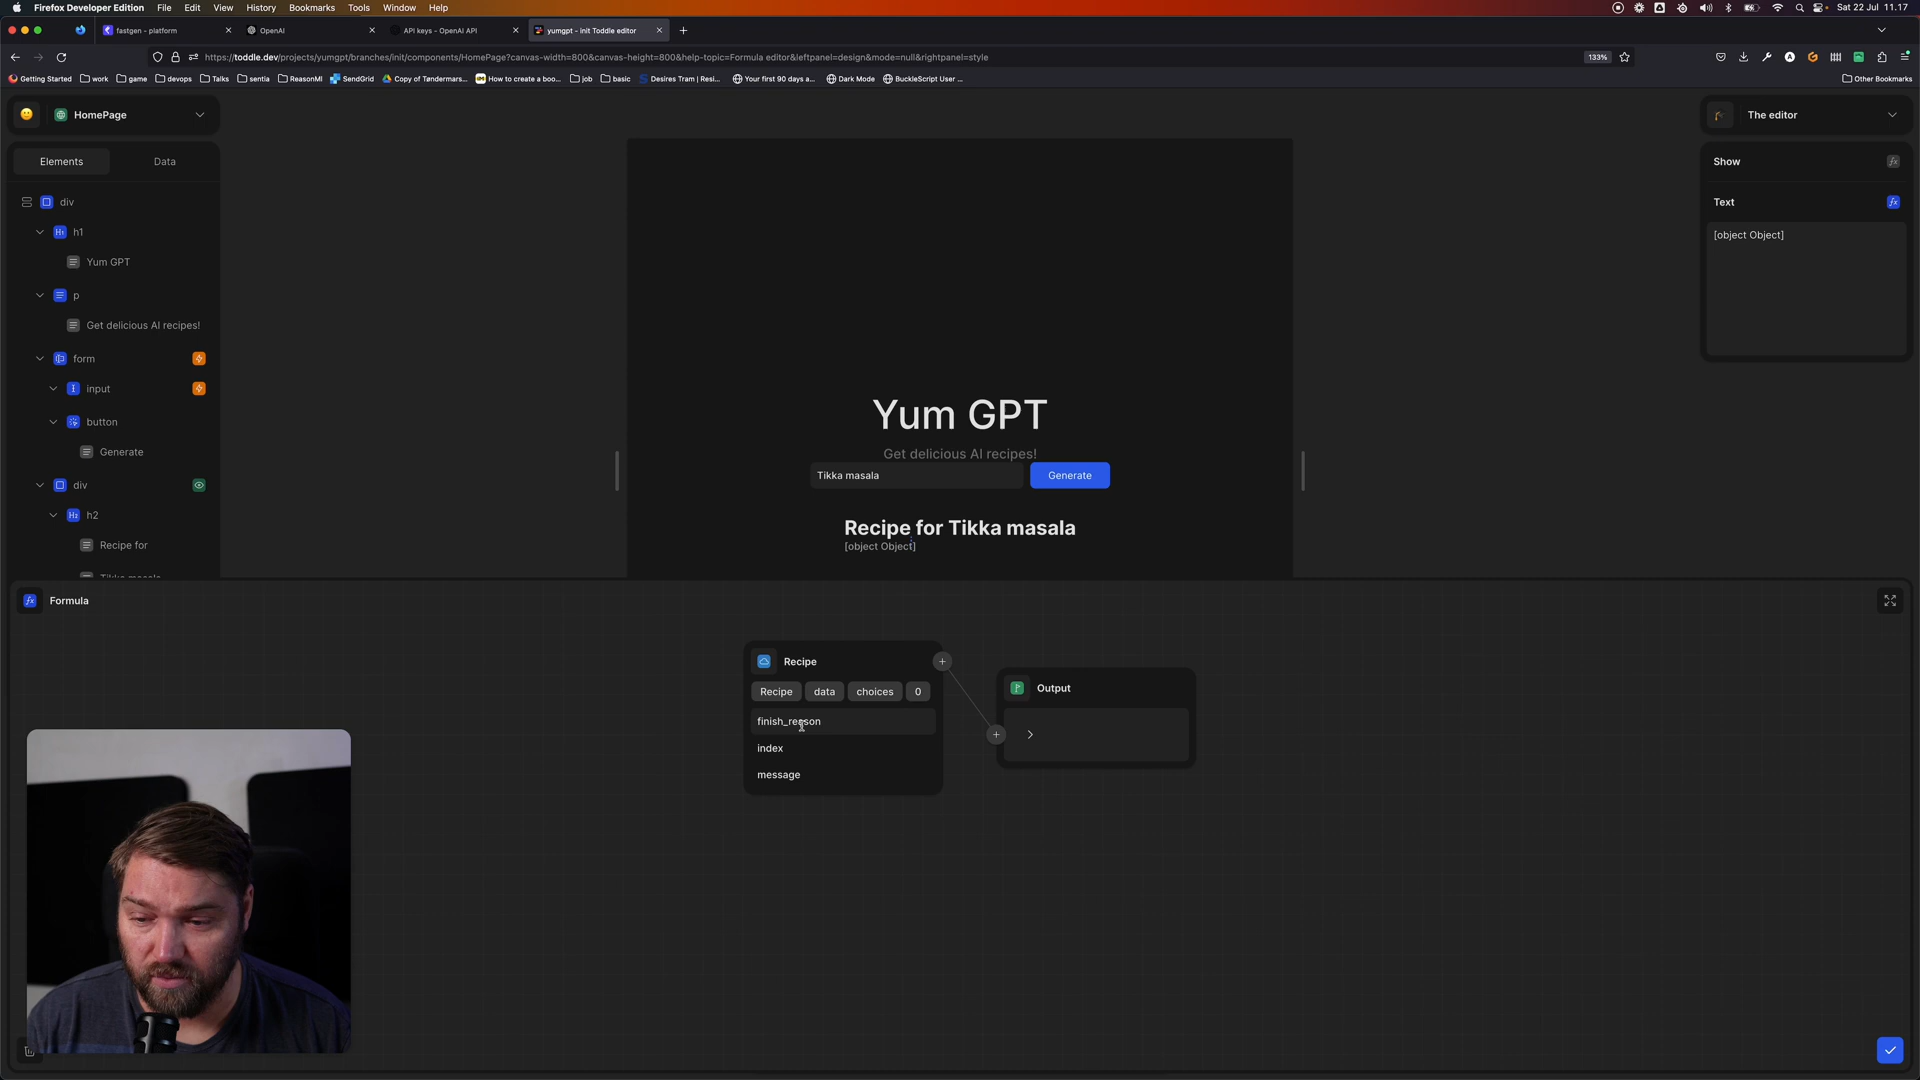 Firefox Developer Edition File Edit View History Bookmarks Tools Window Help Sat 22 Jul 11.17
fastgen - platform OpenAI API keys - OpenAI API yumgpt - init Toddle editor
https://toddle.dev/projects/yumgpt/branches/init/components/HomePage?canvas-width=800&canvas-height=800&help-topic=Formula editor&leftpanel=design&mode=null&rightpanel=style 133%
Getting Started work game devops Talks sentia ReasonMl SendGrid Copy of Tøndermars... How to create a boo... job basic Desires Tram | Resi... Your first 90 days a... Dark Mode BuckleScript User ... Other Bookmarks
HomePage
The editor
Elements Data
Show
div
Text
h1
[object Object]
Yum GPT
p
Get delicious AI recipes!
form
input
button
Generate
div
h2
Recipe for
Tikka masala
Yum GPT
Get delicious AI recipes!
Tikka masala Generate
Recipe for Tikka masala
[object Object]
Formula
Recipe
Recipe data choices 0
finish_reason
index
message
Output